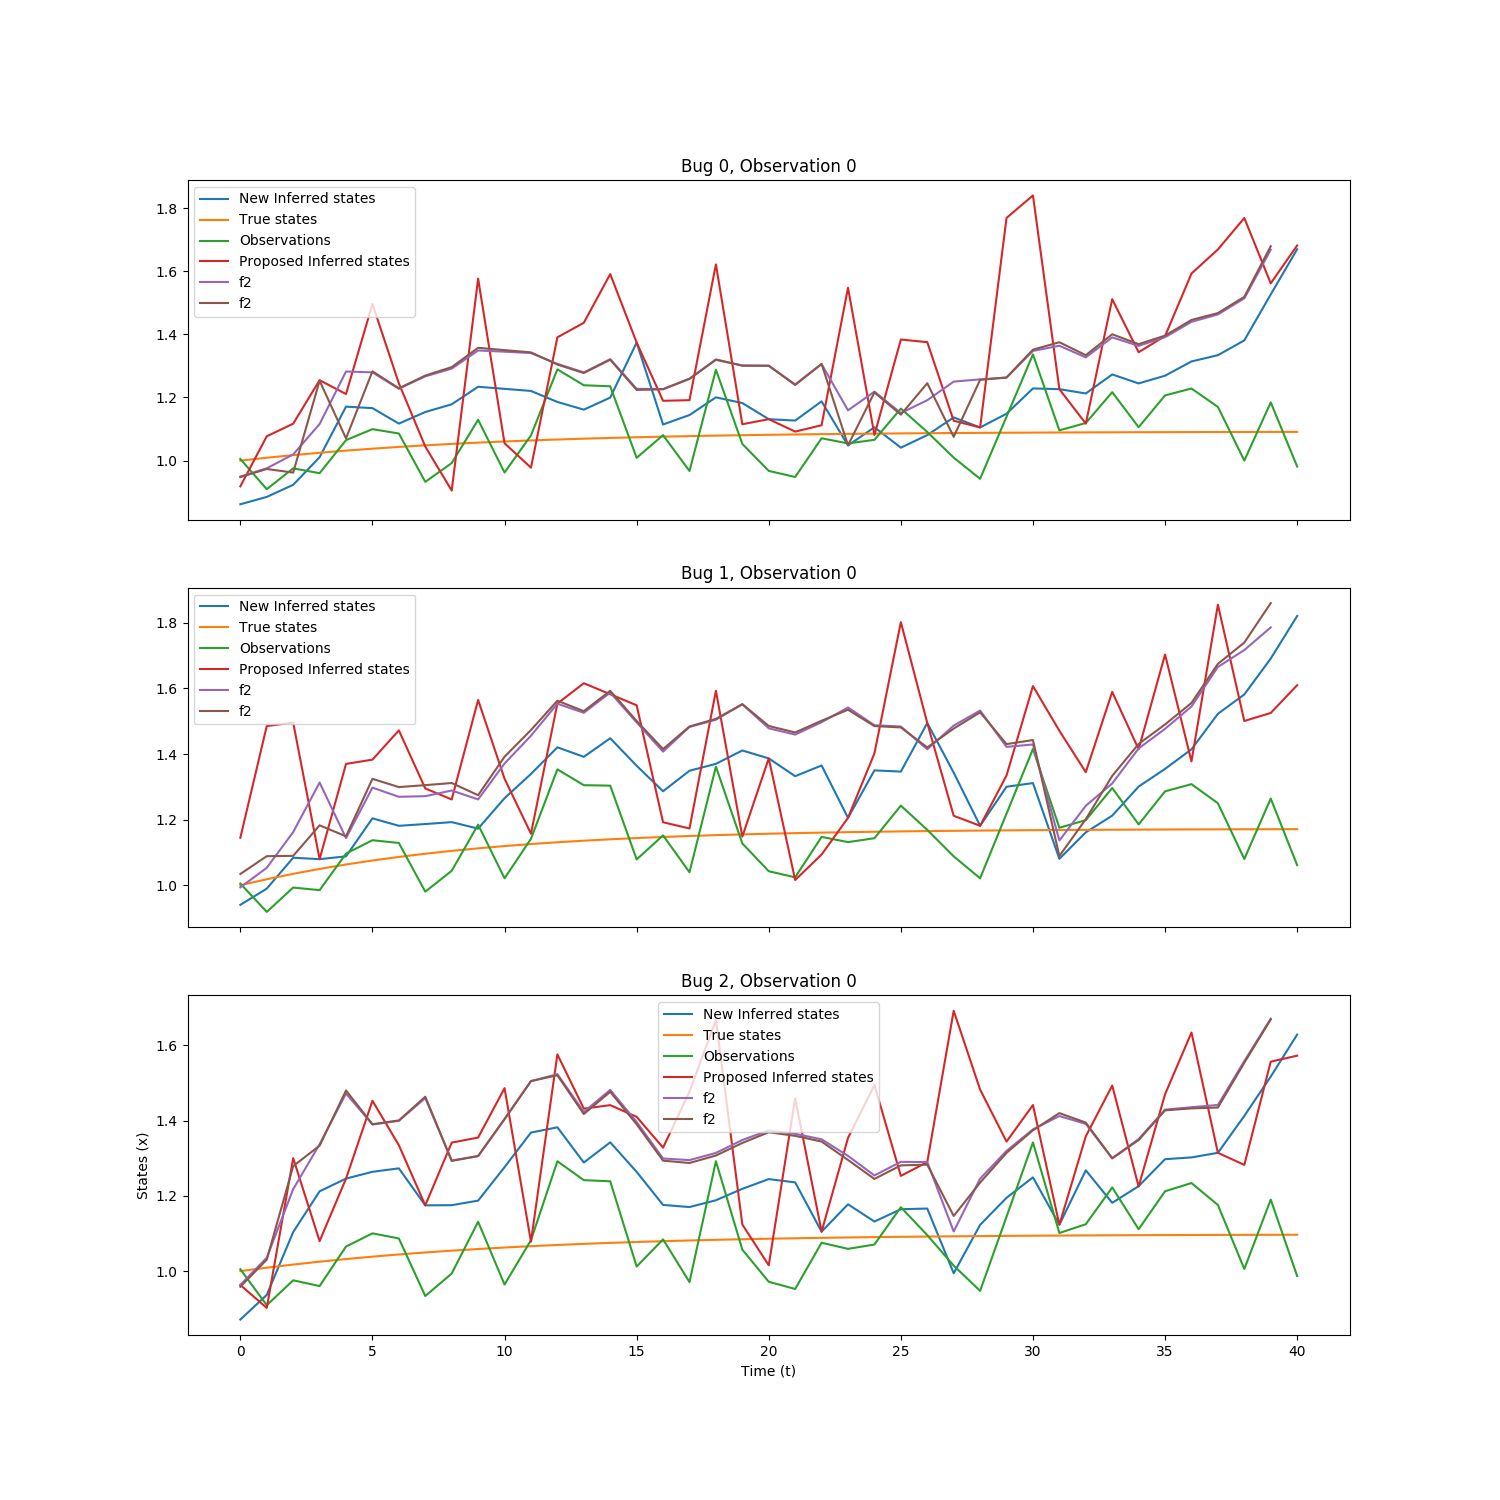 Bug 0, Observation 0
New Inferred states
True states
Observations
Proposed Inferred states
f2
f2
1.8
1.6
1.4
1.2
1.0
Bug 1, Observation 0
New Inferred states
True states
Observations
Proposed Inferred states
f2
f2
1.8
1.6
1.4
1.2
1.0
Bug 2, Observation 0
New Inferred states
True states
Observations
Proposed Inferred states
f2
f2
1.6
1.4
1.2
1.0
States (x)
0 5 10 15 20 25 30 35 40
Time (t)